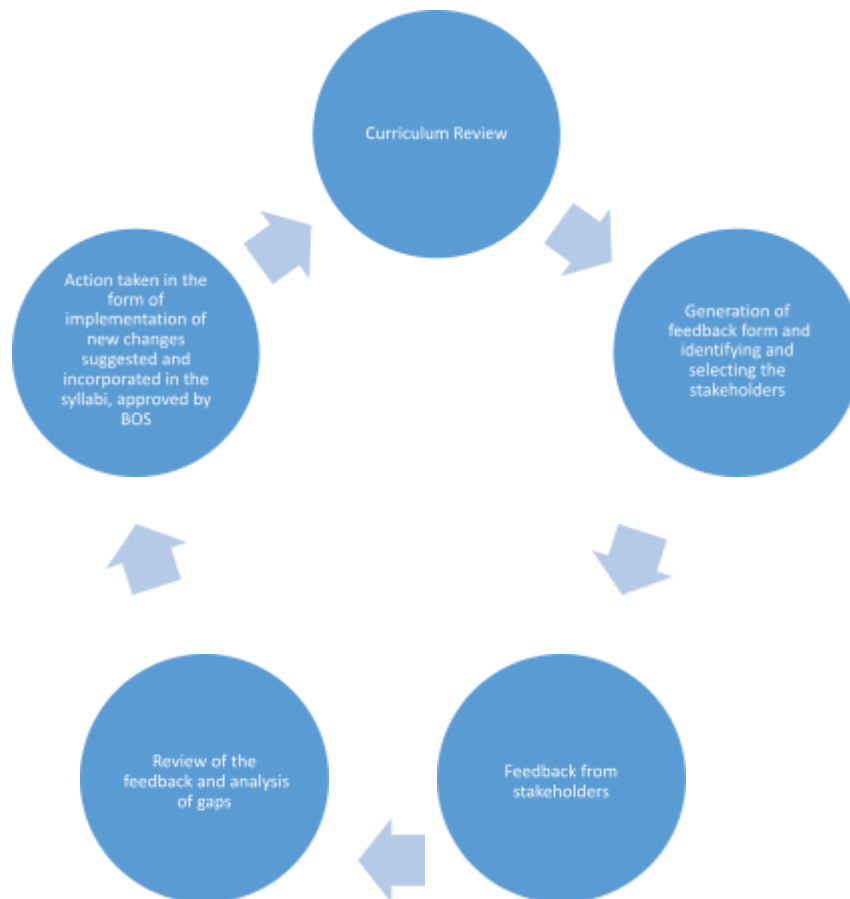 Curriculum Review
Generation of
feedback form and
identifying and
selecting the
stakeholders
Feedback from
stakeholders
Review of the
feedback and analysis
of gaps
Action taken in the
form of
implementation of
new changes
suggested and
incorporated in the
syllabi, approved by
BOS